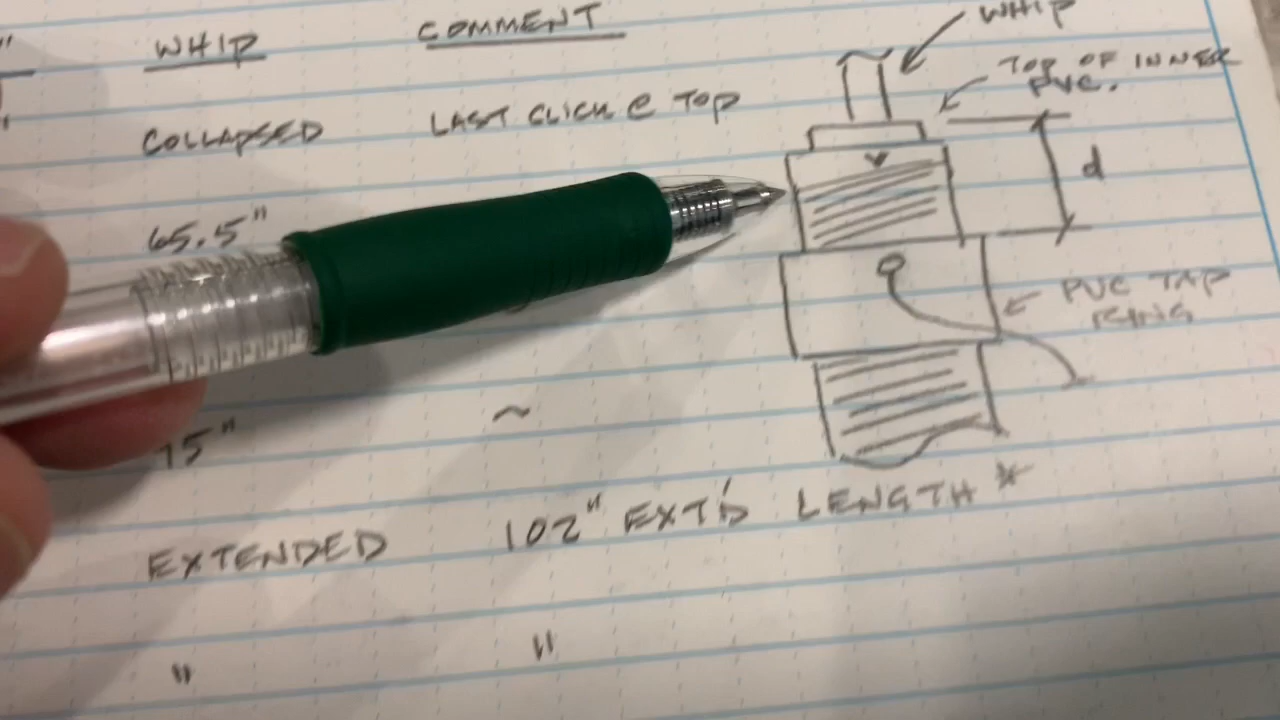 WHIP
COMMENT
COLLAPSED
LAST CLICK @ TOP
65.5"
15"
~
EXTENDED
102" EXT'D LENGTH *
"
"
WHIP
TOP OF INNER
PVC.
d
PVC TAP
RING